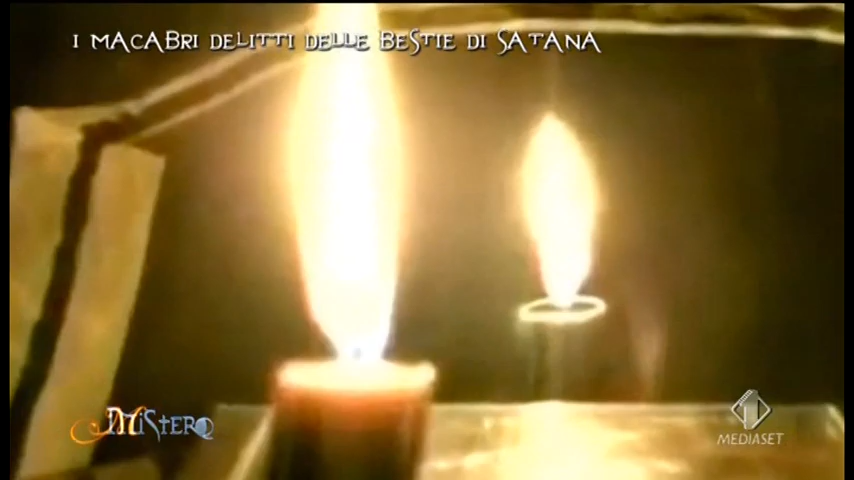 I MACABRI DELITTI DELLE BESTIE DI SATANA
MISTERO
MEDIASET